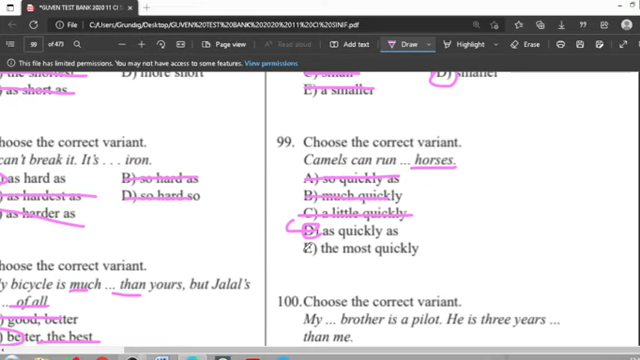 *GUVEN TEST BANK 2020 11 CI S
File
C:/Users/Grundig/Desktop/GUVEN%20TEST%20BANK%202020%2011%20CI%20SINIF.pdf
99 of 473
Page view
Read aloud
Add text
Draw
Highlight
Erase
This file has limited permissions. You may not have access to some features. View permissions
the shortest D) more short
as short as
hoose the correct variant.
can't break it. It's . . . iron.
as hard as B) so hard as
as hardest as D) so hard so
as harder as
hoose the correct variant.
y bicycle is much ... than yours, but Jalal's
... of all
) good, better
) better, the best
C) small D) smaller
E) a smaller
99. Choose the correct variant.
Camels can run ... horses.
A) so quickly as
B) much quickly
C) a little quickly
D) as quickly as
E) the most quickly
100. Choose the correct variant.
My ... brother is a pilot. He is three years ...
than me.